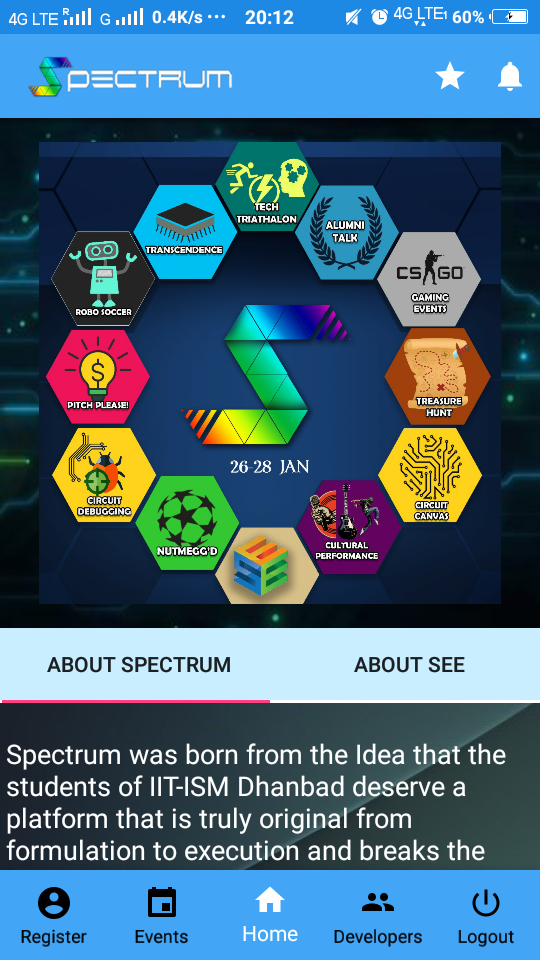 4G LTE R G 0.4K/s ··· 20:12 4G LTE1 60%
SPECTRUM
TECH
TRIATHALON
TRANSCENDENCE
ALUMNI
TALK
ROBO SOCCER
CS GO
GAMING
EVENTS
PITCH PLEASE!
$
TREASURE
HUNT
CIRCUIT
DEBUGGING
CIRCUIT
CANVAS
26-28 JAN
NUTMEGG'D
CULTURAL
PERFORMANCE
ABOUT SPECTRUM ABOUT SEE
Spectrum was born from the Idea that the
students of IIT-ISM Dhanbad deserve a
platform that is truly original from
formulation to execution and breaks the
Register Events Home Developers Logout